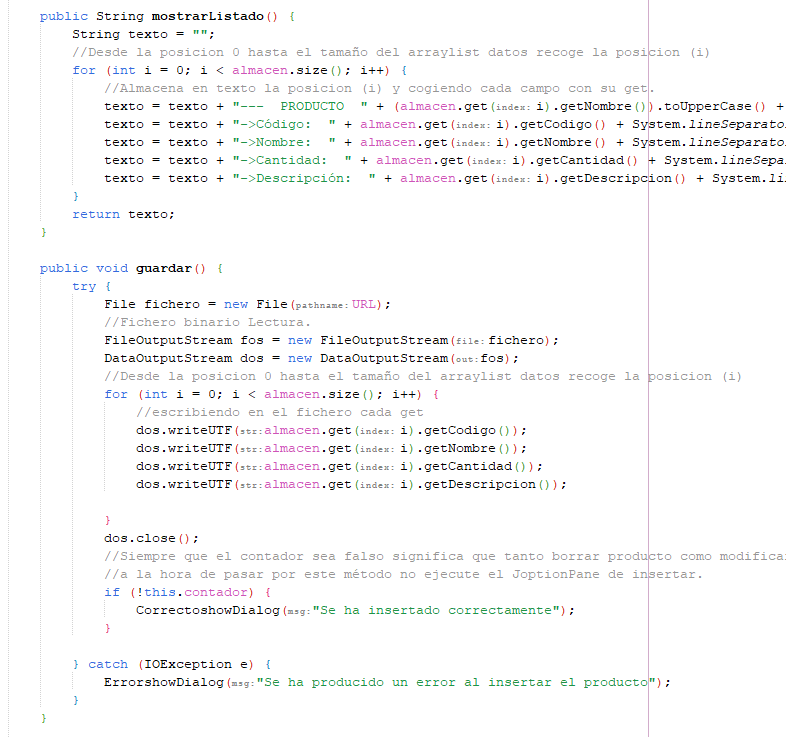 public String mostrarListado() {
String texto = "";
//Desde la posicion 0 hasta el tamaño del arraylist datos recoge la posicion (i)
for (int i = 0; i < almacen.size(); i++) {
//Almacena en texto la posicion (i) y cogiendo cada campo con su get.
texto = texto + "---  PRODUCTO  " + (almacen.get(index: i).getNombre()).toUpperCase() +
texto = texto + "->Código:  " + almacen.get(index: i).getCodigo() + System.lineSeparato
texto = texto + "->Nombre:  " + almacen.get(index: i).getNombre() + System.lineSeparato
texto = texto + "->Cantidad:  " + almacen.get(index: i).getCantidad() + System.lineSepa
texto = texto + "->Descripción:  " + almacen.get(index: i).getDescripcion() + System.li
}
return texto;
}
public void guardar() {
try {
File fichero = new File(pathname: URL);
//Fichero binario Lectura.
FileOutputStream fos = new FileOutputStream(file: fichero);
DataOutputStream dos = new DataOutputStream(out: fos);
//Desde la posicion 0 hasta el tamaño del arraylist datos recoge la posicion (i)
for (int i = 0; i < almacen.size(); i++) {
//escribiendo en el fichero cada get
dos.writeUTF(str: almacen.get(index: i).getCodigo());
dos.writeUTF(str: almacen.get(index: i).getNombre());
dos.writeUTF(str: almacen.get(index: i).getCantidad());
dos.writeUTF(str: almacen.get(index: i).getDescripcion());
}
dos.close();
//Siempre que el contador sea falso significa que tanto borrar producto como modifica
//a la hora de pasar por este método no ejecute el JoptionPane de insertar.
if (!this.contador) {
CorrectoshowDialog(msg: "Se ha insertado correctamente");
}
} catch (IOException e) {
ErrorshowDialog(msg: "Se ha producido un error al insertar el producto");
}
}